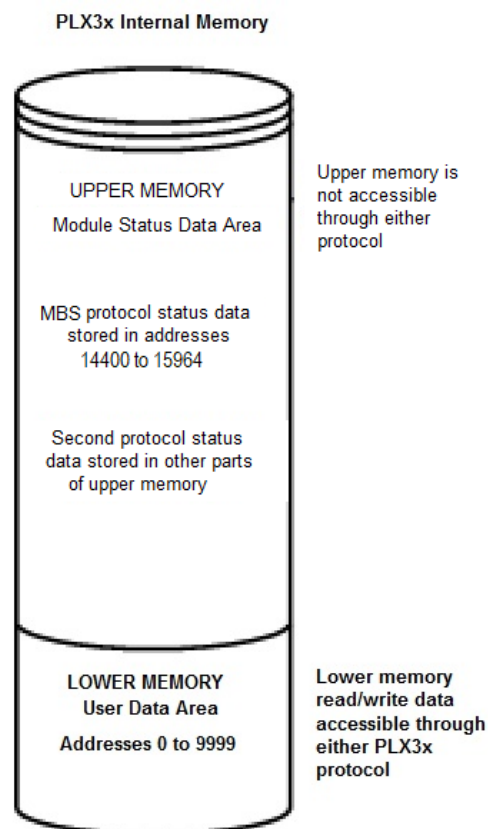 PLX3x Internal Memory
UPPER MEMORY
Module Status Data Area
Upper memory is
not accessible
through either
protocol
MBS protocol status data
stored in addresses
14400 to 15964
Second protocol status
data stored in other parts
of upper memory
LOWER MEMORY
User Data Area
Addresses 0 to 9999
Lower memory
read/write data
accessible through
either PLX3x
protocol